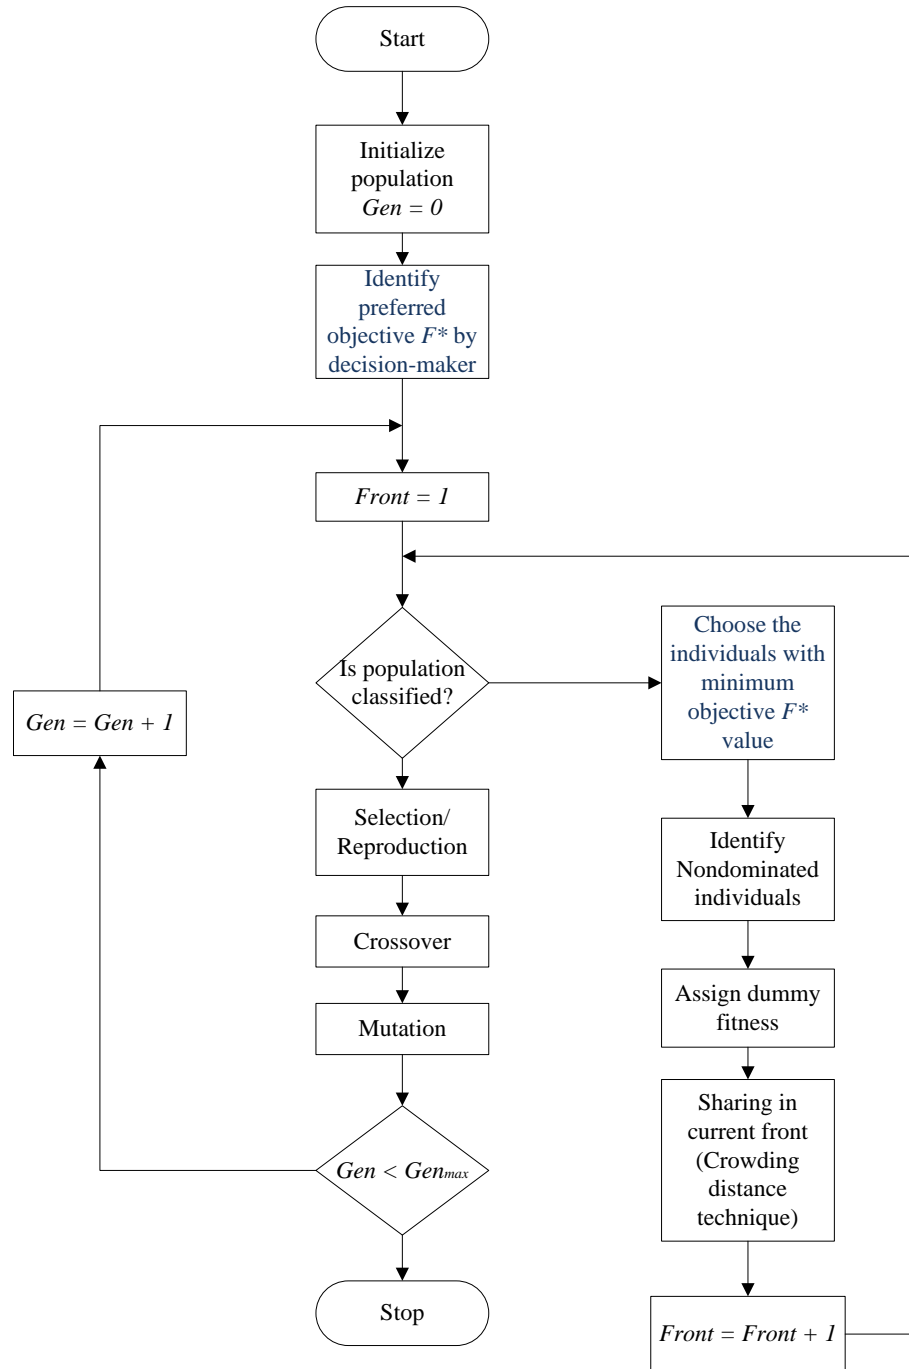 Start
Initialize
population
Gen = 0
Identify
preferred
objective F* by
decision-maker
Front = 1
Is population
classified?
Choose the
individuals with
minimum
objective F*
value
Gen = Gen + 1
Selection/
Reproduction
Identify
Nondominated
individuals
Crossover
Assign dummy
fitness
Mutation
Sharing in
current front
(Crowding
distance
technique)
Gen < Genmax
Stop
Front = Front + 1